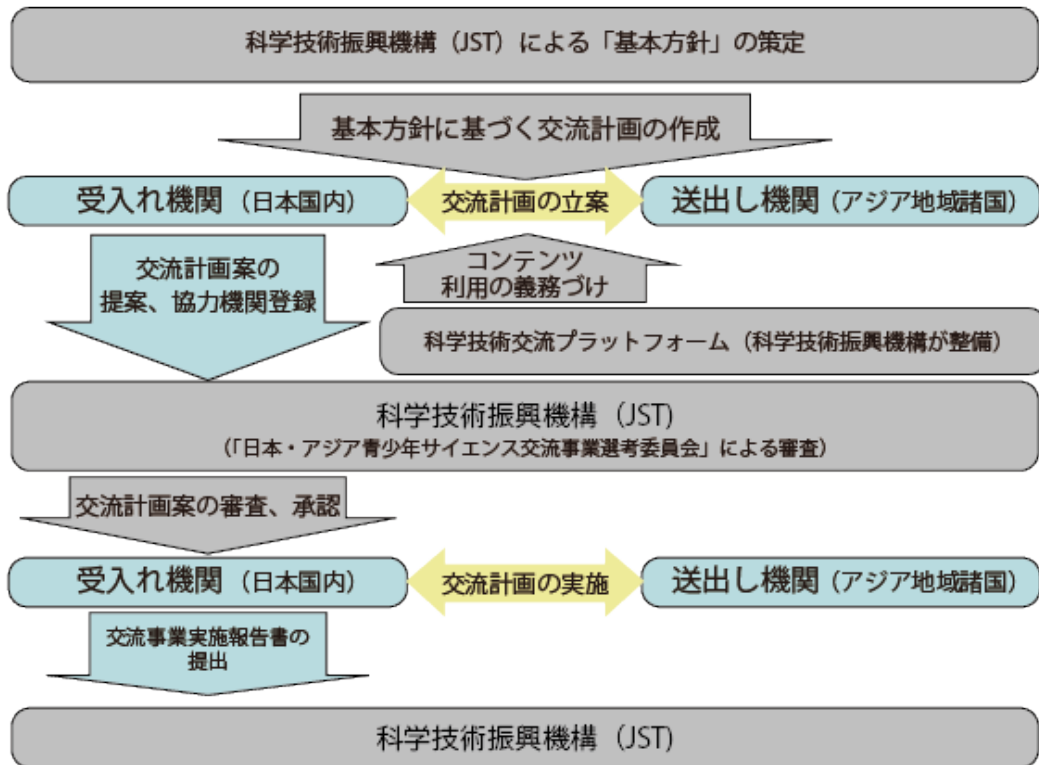 科学技術振興機構（JST）による「基本方針」の策定
基本方針に基づく交流計画の作成
受入れ機関（日本国内）
交流計画の立案
送出し機関（アジア地域諸国）
交流計画案の
提案、協力機関登録
コンテンツ
利用の義務づけ
科学技術交流プラットフォーム（科学技術振興機構が整備）
科学技術振興機構（JST）
（「日本・アジア青少年サイエンス交流事業選考委員会」による審査）
交流計画案の審査、承認
受入れ機関（日本国内）
交流計画の実施
送出し機関（アジア地域諸国）
交流事業実施報告書の
提出
科学技術振興機構（JST）